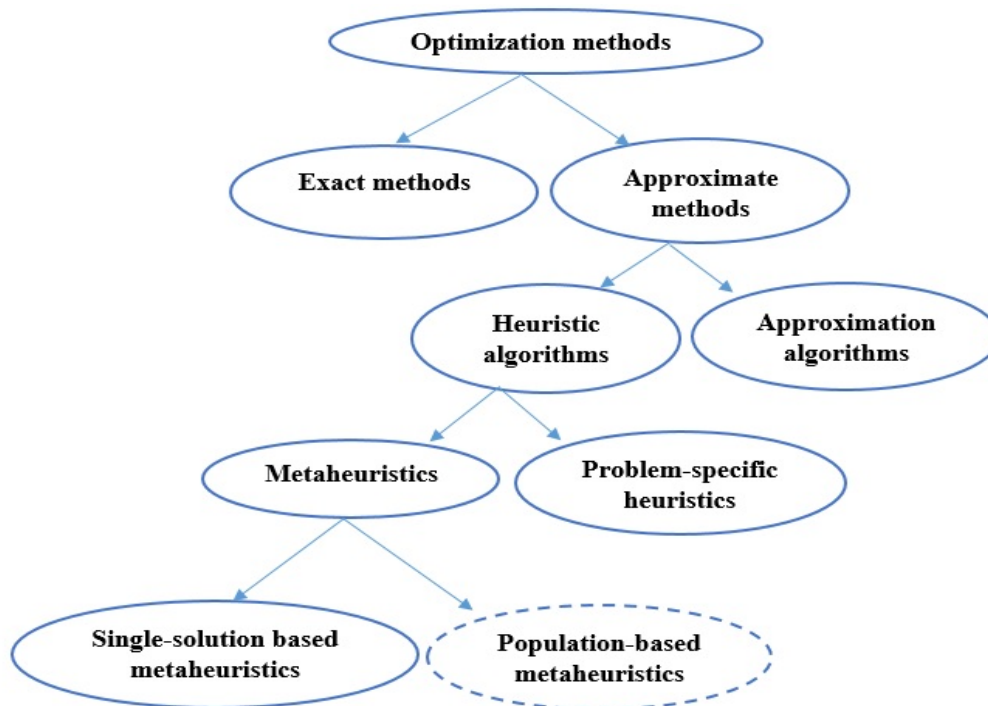 Optimization methods
Exact methods
Approximate
methods
Heuristic
algorithms
Approximation
algorithms
Metaheuristics
Problem-specific
heuristics
Single-solution based
metaheuristics
Population-based
metaheuristics